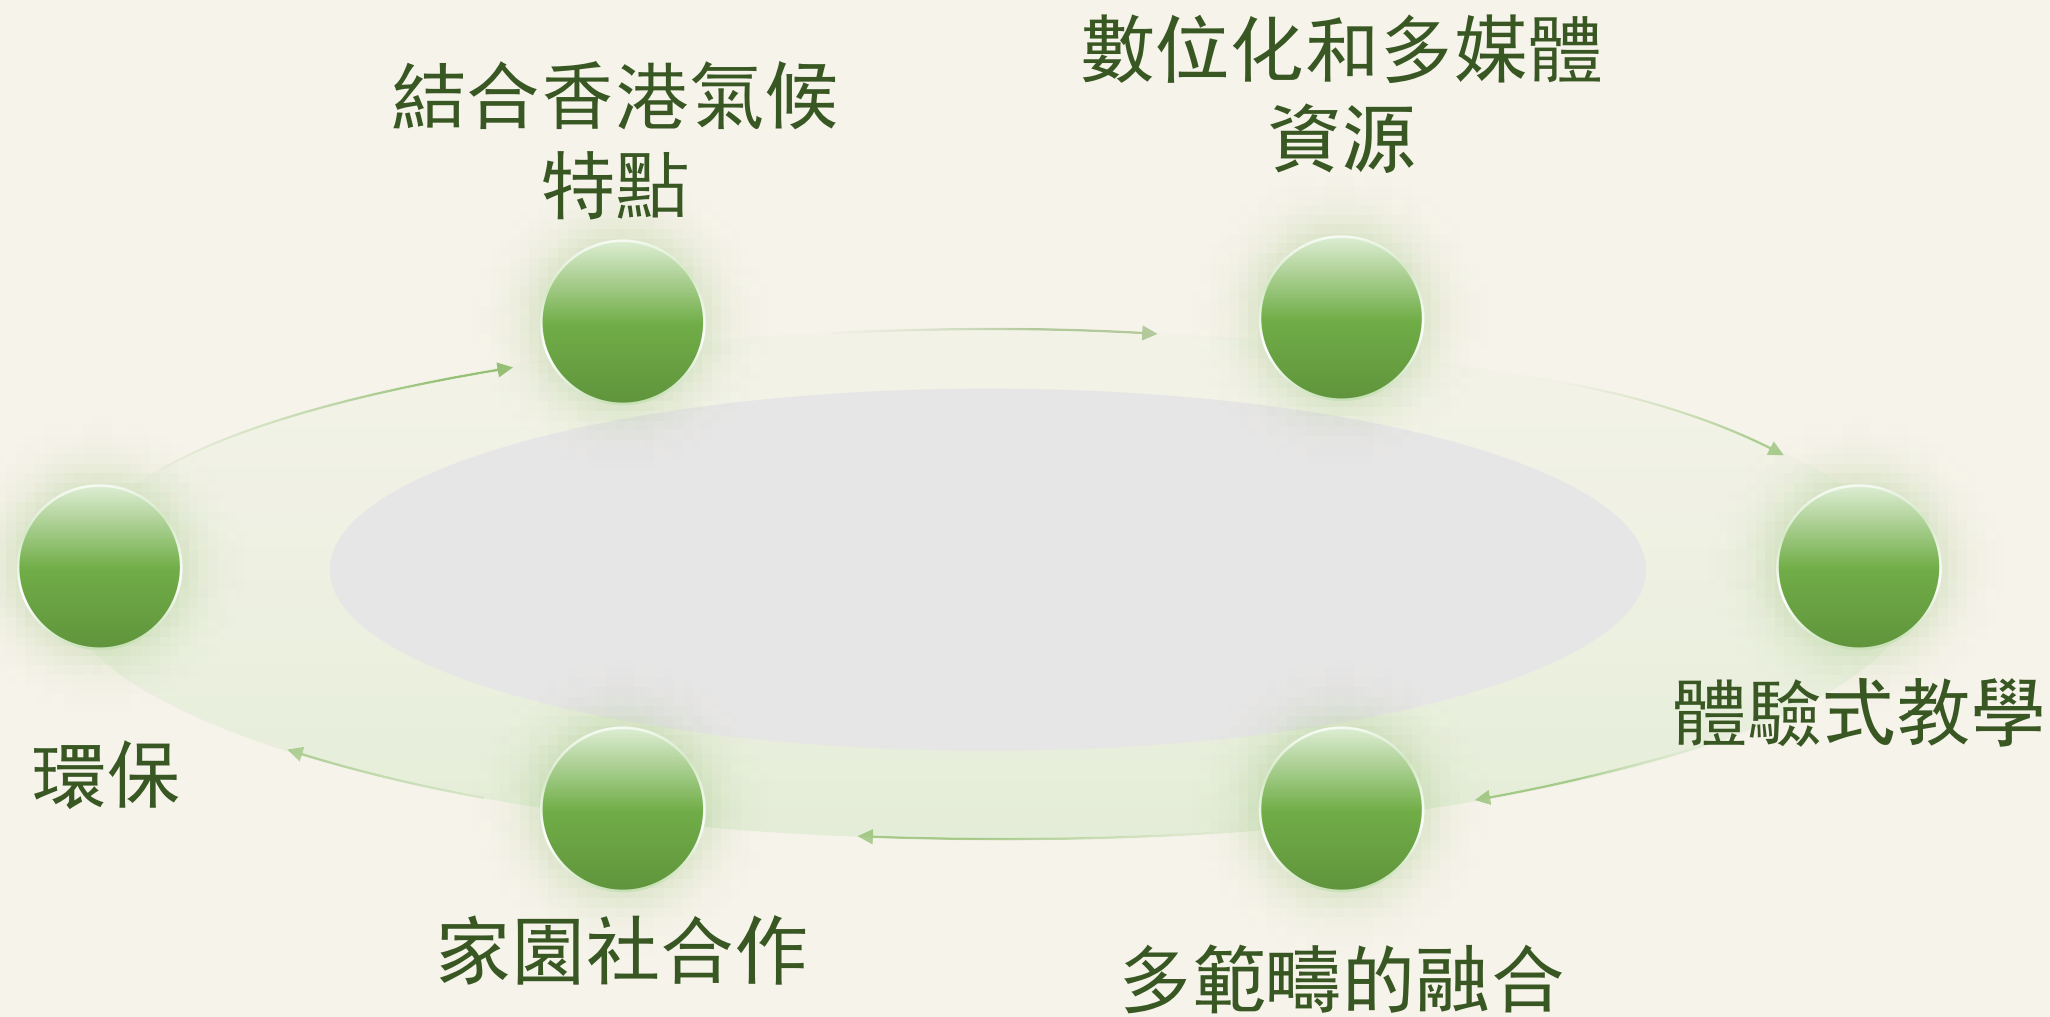 數位化和多媒體
資源
結合香港氣候
特點
體驗式教學
環保
家園社合作
多範疇的融合